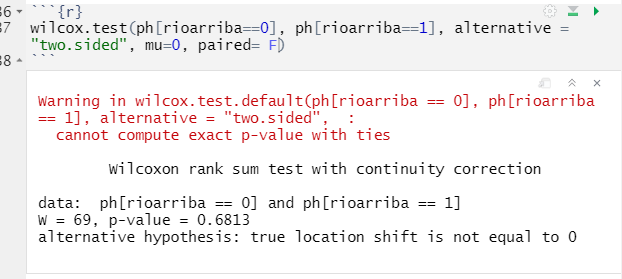 36 ```{r}
37 wilcox.test(ph[rioarriba==0], ph[rioarriba==1], alternative =
"two.sided", mu=0, paired= F)
38 ```
Warning in wilcox.test.default(ph[rioarriba == 0], ph[rioarriba
== 1], alternative = "two.sided",  :
  cannot compute exact p-value with ties

        Wilcoxon rank sum test with continuity correction

data:  ph[rioarriba == 0] and ph[rioarriba == 1]
W = 69, p-value = 0.6813
alternative hypothesis: true location shift is not equal to 0